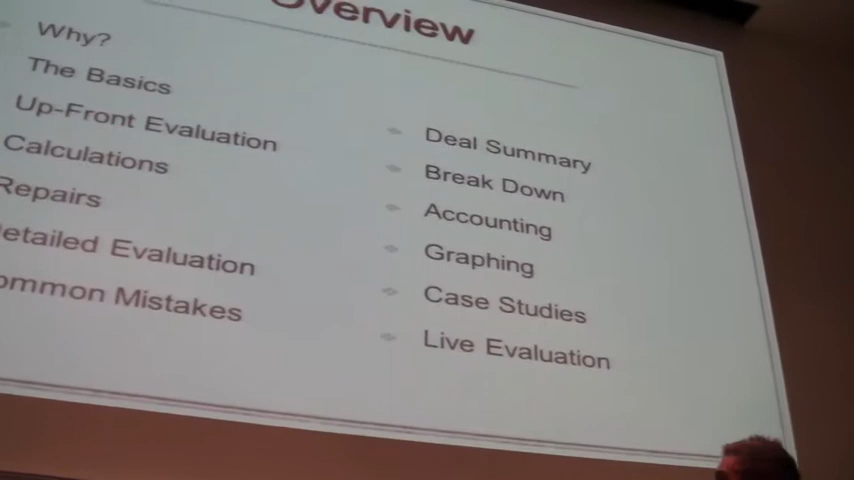 Overview
Why?
The Basics
Up-Front Evaluation
Calculations
Repairs
Detailed Evaluation
Common Mistakes
Deal Summary
Break Down
Accounting
Graphing
Case Studies
Live Evaluation